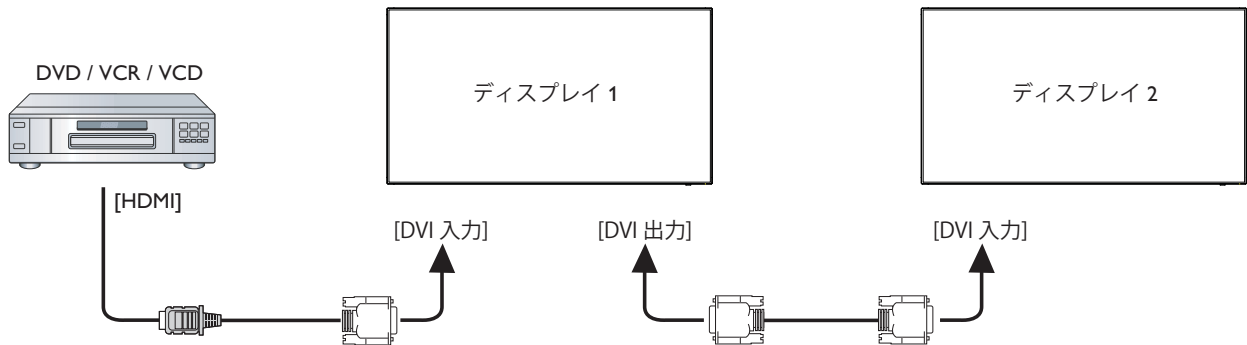 DVD / VCR / VCD
ディスプレイ 1
ディスプレイ 2
[HDMI]
[DVI 入力]
[DVI 出力]
[DVI 入力]